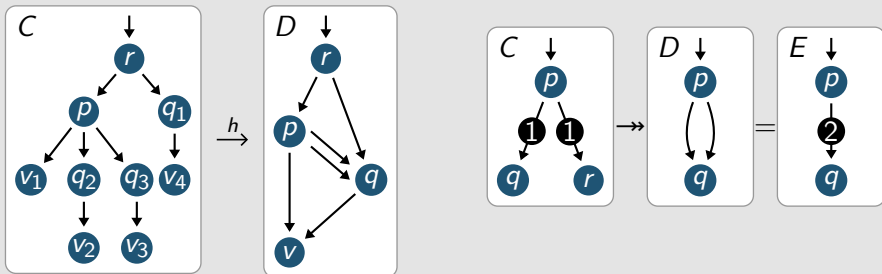 C D
r r
C D E
p p p
p q₁
h
1 1 = 2
p
v₁ q₂ q₃ v₄ q
q r q q
v₂ v₃ v